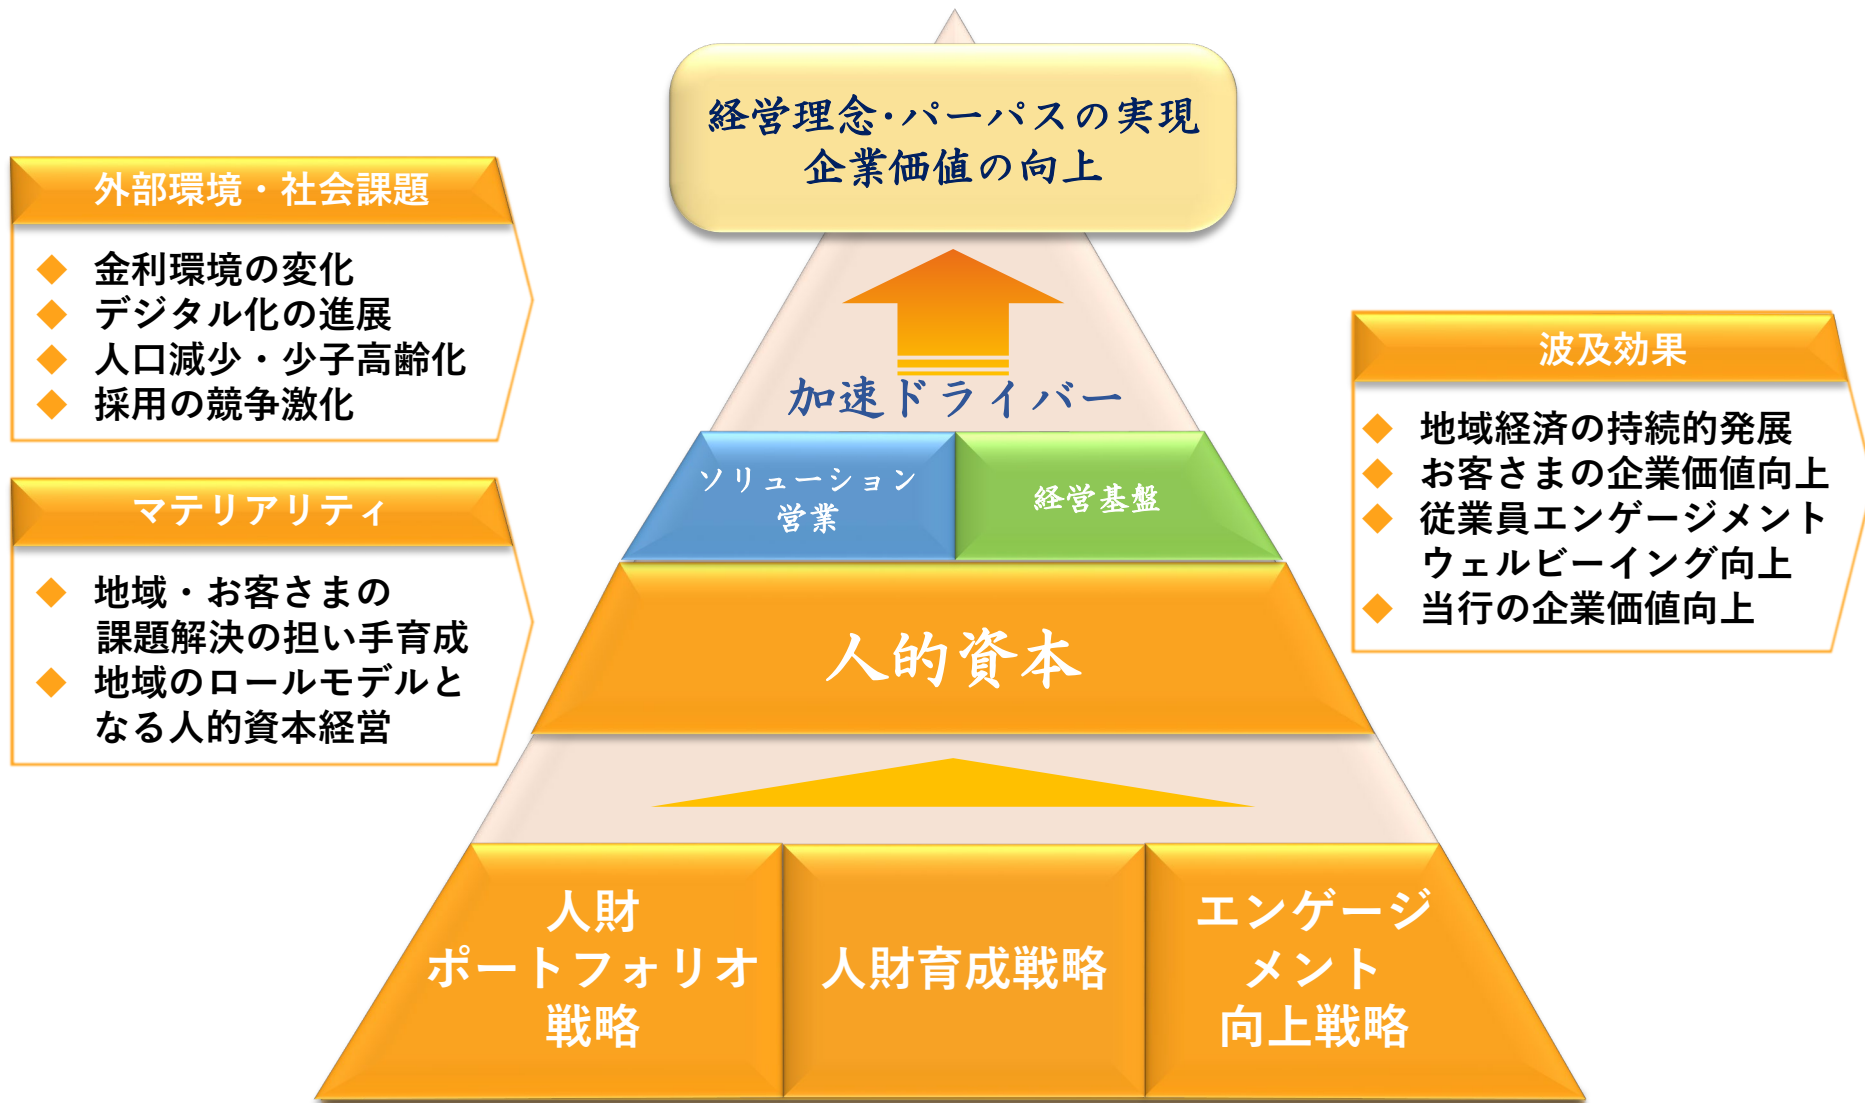 経営理念・パーパスの実現
企業価値の向上
外部環境・社会課題
金利環境の変化
デジタル化の進展
人口減少・少子高齢化
採用の競争激化
マテリアリティ
地域・お客さまの
課題解決の担い手育成
地域のロールモデルと
なる人的資本経営
加速ドライバー
ソリューション
営業
経営基盤
人的資本
人財
ポートフォリオ
戦略
人財育成戦略
エンゲージ
メント
向上戦略
波及効果
地域経済の持続的発展
お客さまの企業価値向上
従業員エンゲージメント
ウェルビーイング向上
当行の企業価値向上